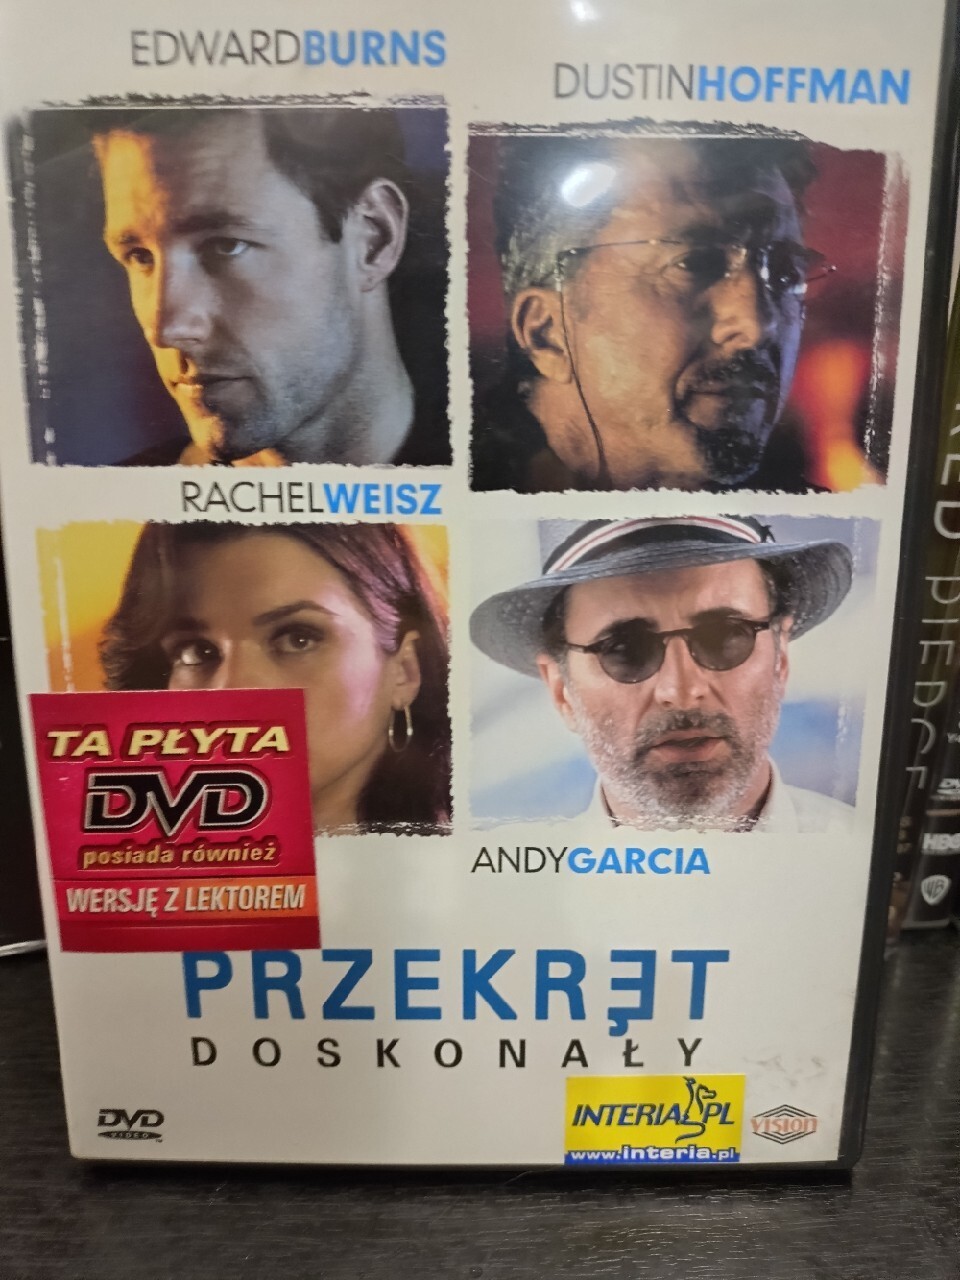 EDWARDBURNS
DUSTINHOFFMAN
RACHELWEISZ
ANDYGARCIA
TA PŁYTA
DVD
posiada również
WERSJĘ Z LEKTOREM
PRZEKRĘT
DOSKONAŁY
DVD
VIDEO
INTERIA.PL
www.interia.pl
VISION
HBO